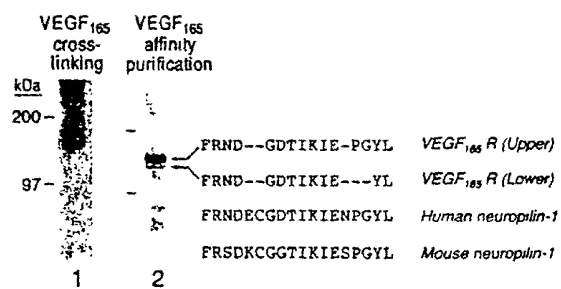 VEGF165 cross-linking
VEGF165 affinity purification
kDa
200
97
FRND--GDTIKIE-PGYL VEGF165 R (Upper)
FRND--GDTIKIE---YL VEGF165 R (Lower)
FRNDECGDTIKIENPGYL Human neuropilin-1
FRSDKCGGTIKIESPGYL Mouse neuropilin-1
1 2